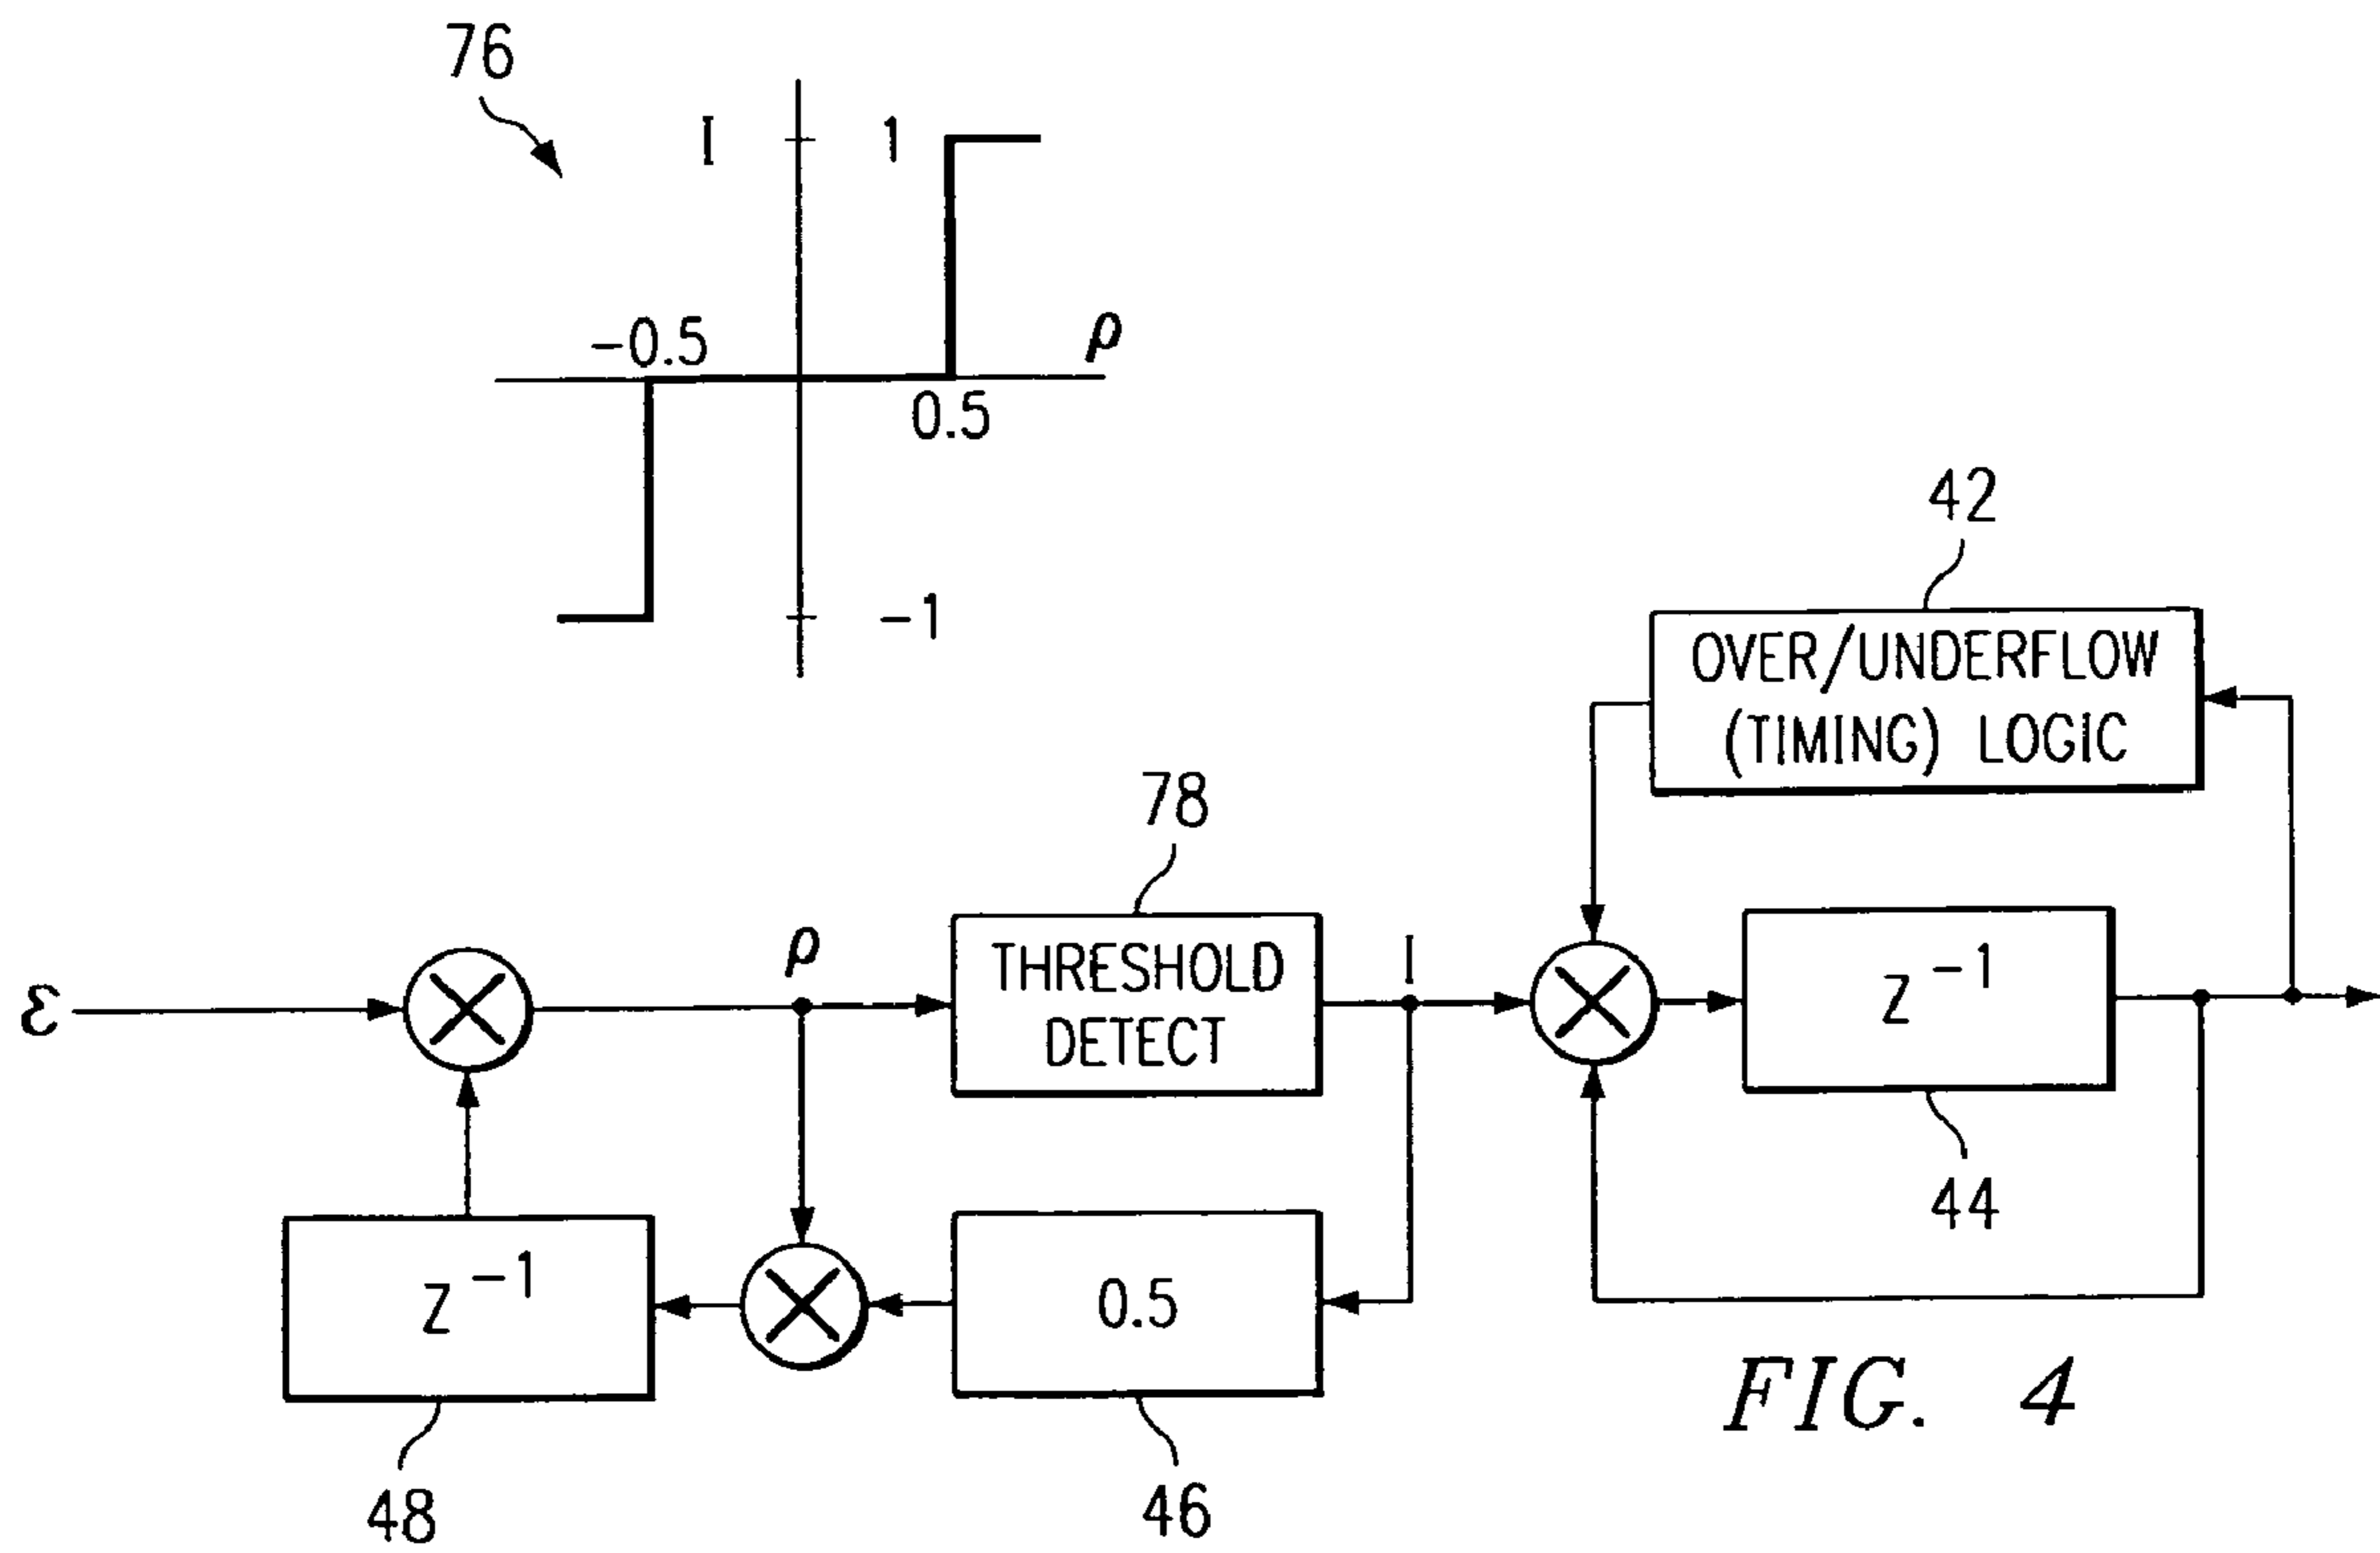 76
I
1
-0.5
ρ
0.5
-1
42
OVER/UNDERFLOW
(TIMING) LOGIC
78
ε
ρ
THRESHOLD
DETECT
I
Z -1
44
Z -1
0.5
48
46
FIG. 4